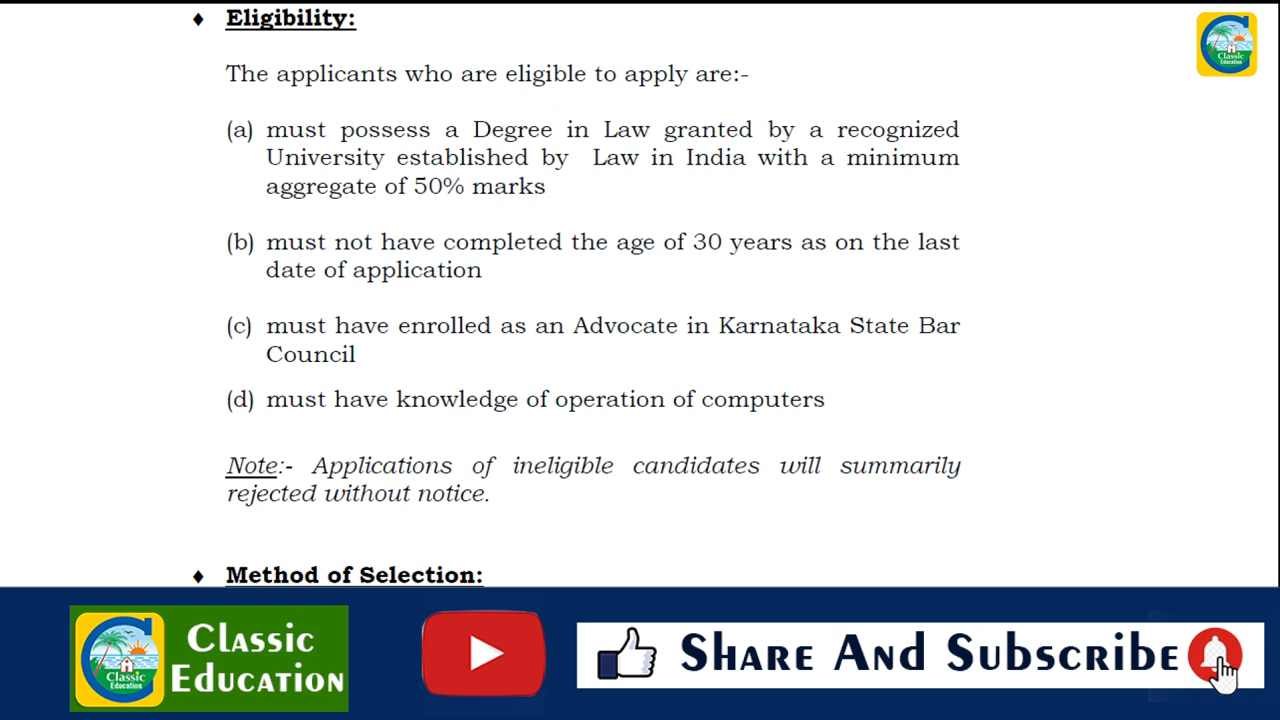 ♦ Eligibility:
The applicants who are eligible to apply are:-
(a) must possess a Degree in Law granted by a recognized
University established by Law in India with a minimum
aggregate of 50% marks
(b) must not have completed the age of 30 years as on the last
date of application
(c) must have enrolled as an Advocate in Karnataka State Bar
Council
(d) must have knowledge of operation of computers
Note:- Applications of ineligible candidates will summarily
rejected without notice.
♦ Method of Selection:
Classic
Education
Classic
Education
Classic
Education
Share And Subscribe